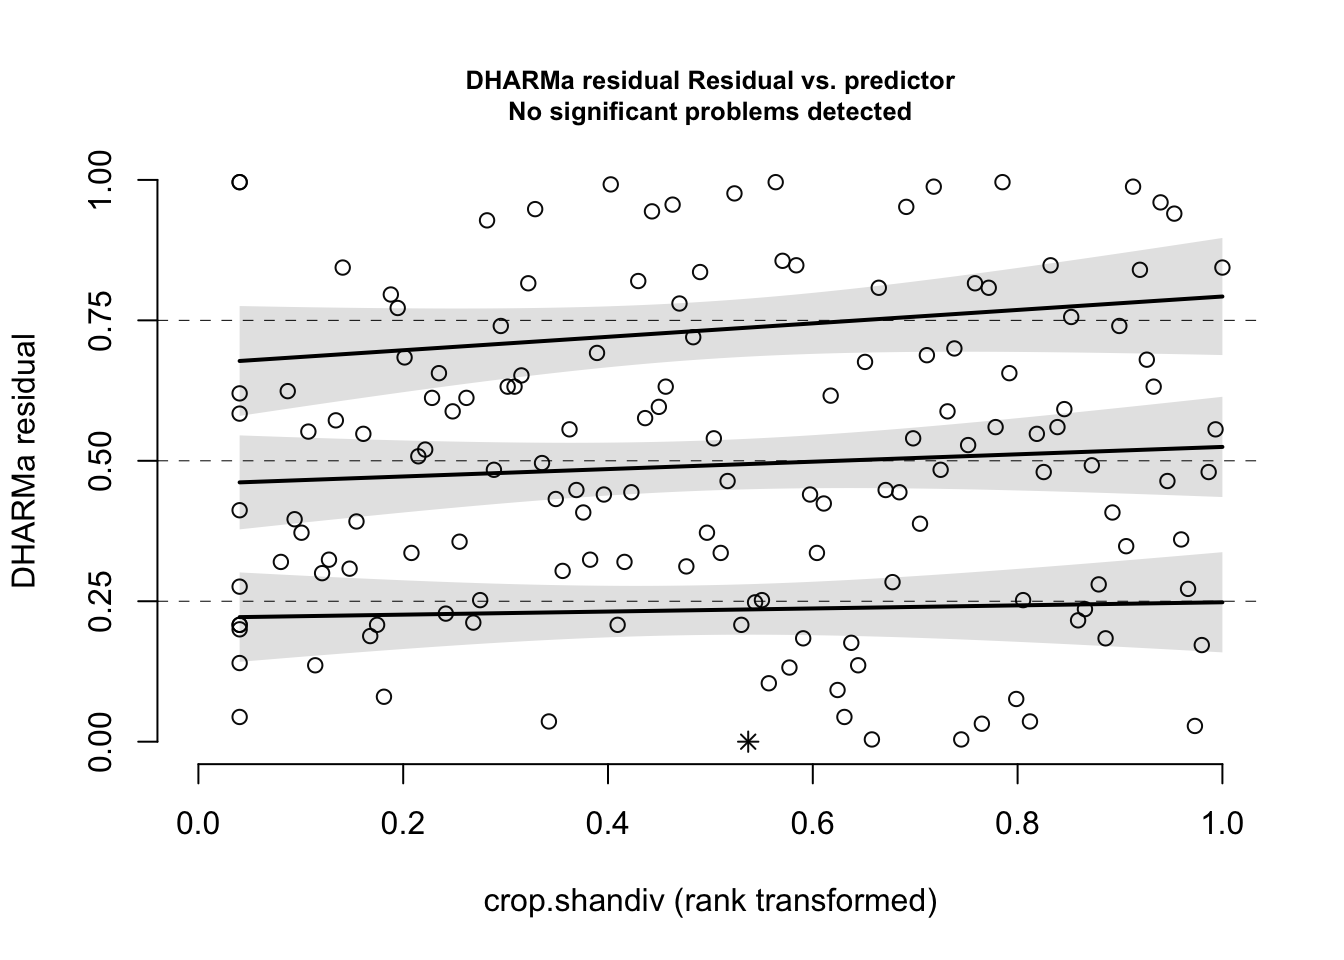 DHARMa residual Residual vs. predictor
No significant problems detected
DHARMa residual
1.00
0.75
0.50
0.25
0.00
0.0 0.2 0.4 0.6 0.8 1.0
crop.shandiv (rank transformed)